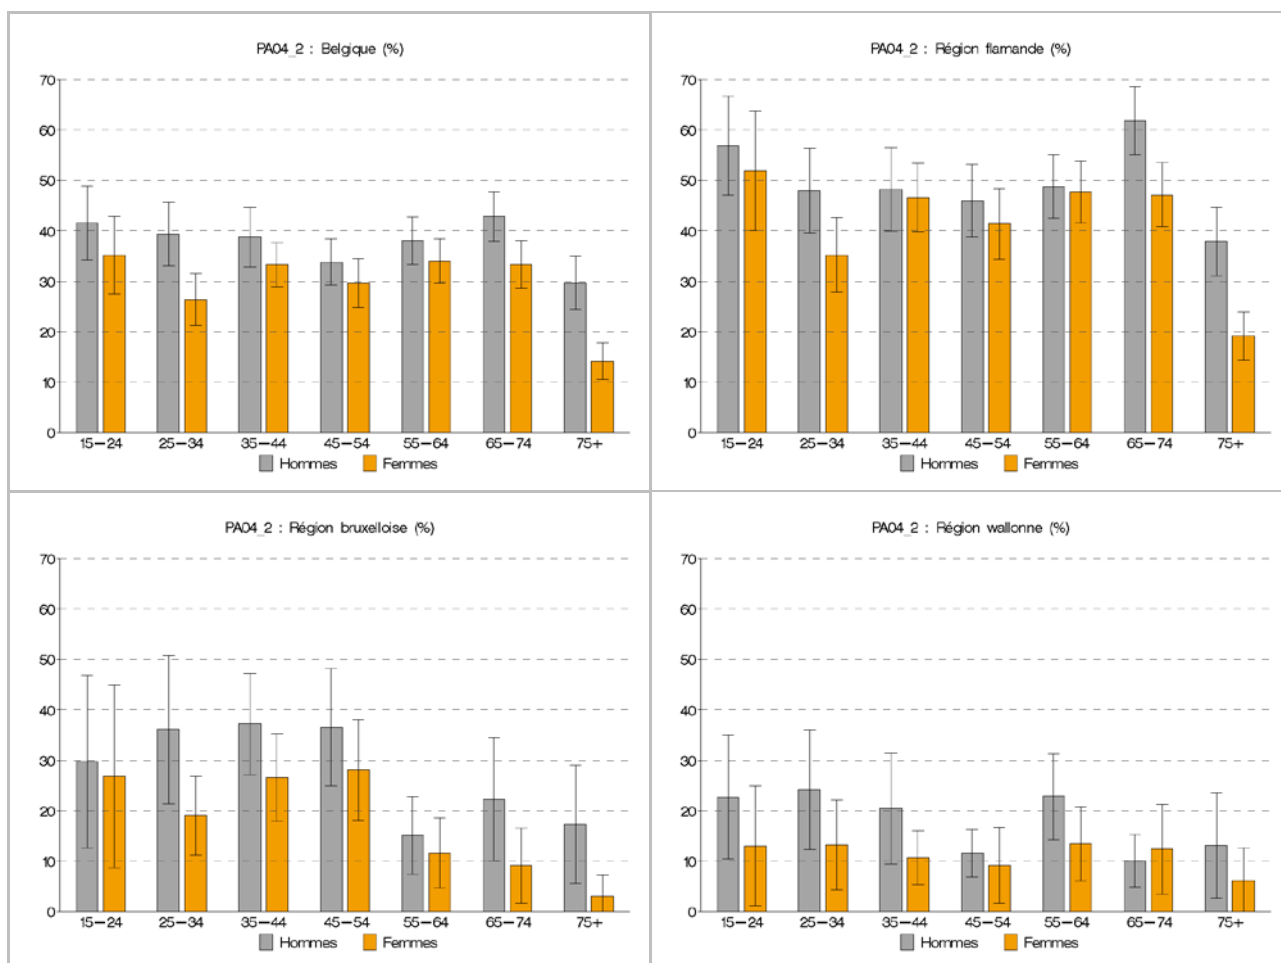 PA04_2 : Belgique (%)
70
60
50
40
30
20
10
0
15-24 25-34 35-44 45-54 55-64 65-74 75+
Hommes Femmes
PA04_2 : Région flamande (%)
70
60
50
40
30
20
10
0
15-24 25-34 35-44 45-54 55-64 65-74 75+
Hommes Femmes
PA04_2 : Région bruxelloise (%)
70
60
50
40
30
20
10
0
15-24 25-34 35-44 45-54 55-64 65-74 75+
Hommes Femmes
PA04_2 : Région wallonne (%)
70
60
50
40
30
20
10
0
15-24 25-34 35-44 45-54 55-64 65-74 75+
Hommes Femmes